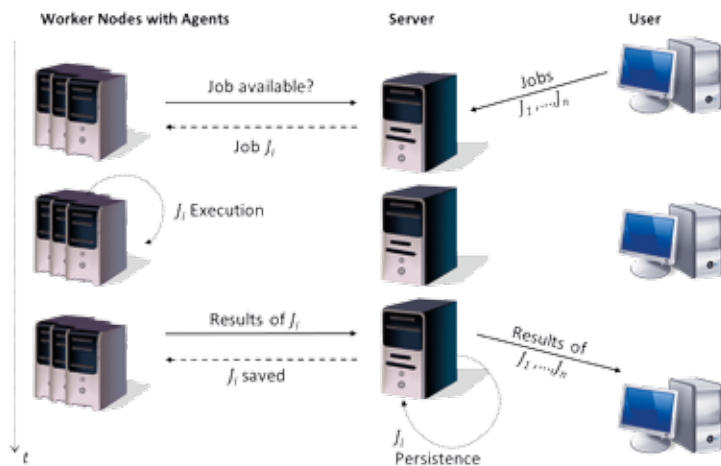 Worker Nodes with Agents Server User
Job available?
Jobs
J₁,...,Jₙ
Job Jᵢ
Jᵢ Execution
Results of Jᵢ
Results of
J₁,...,Jₙ
Jᵢ saved
Jᵢ
Persistence
t